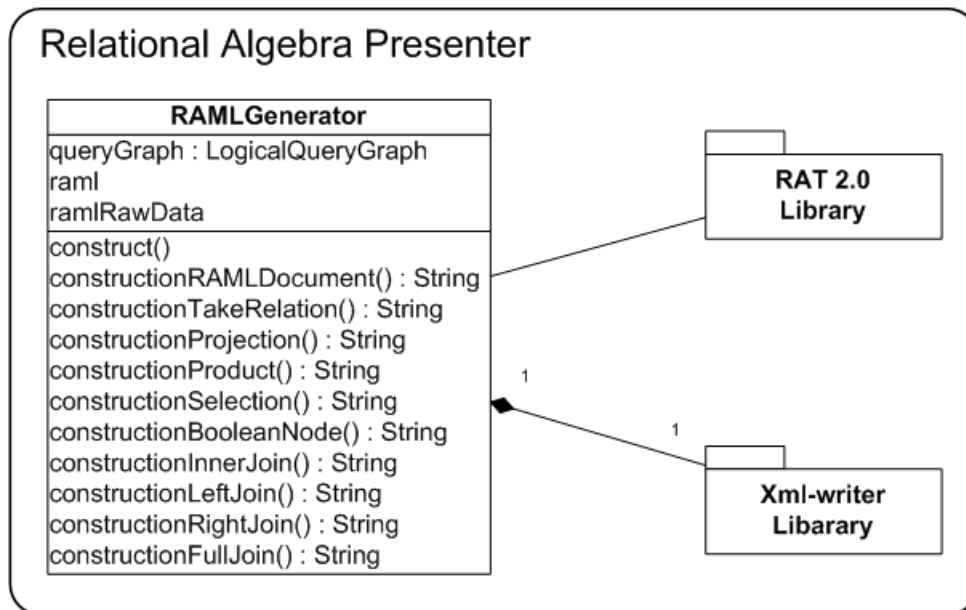 Relational Algebra Presenter
RAMLGenerator
queryGraph : LogicalQueryGraph
raml
ramlRawData
construct()
constructionRAMLDocument() : String
constructionTakeRelation() : String
constructionProjection() : String
constructionProduct() : String
constructionSelection() : String
constructionBooleanNode() : String
constructionInnerJoin() : String
constructionLeftJoin() : String
constructionRightJoin() : String
constructionFullJoin() : String
RAT 2.0
Library
1
1
Xml-writer
Libarary